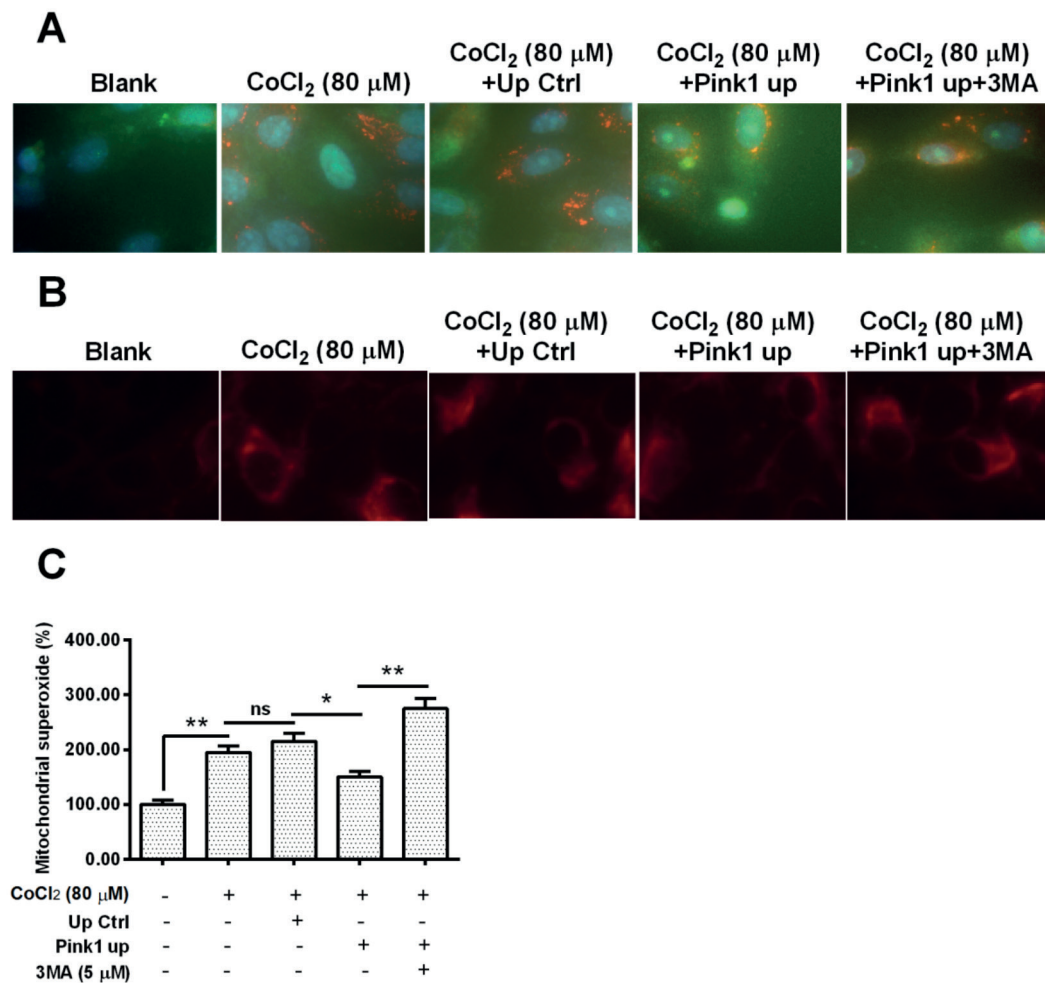 A
Blank
CoCl₂ (80 μM)
CoCl₂ (80 μM)
+Up Ctrl
CoCl₂ (80 μM)
+Pink1 up
CoCl₂ (80 μM)
+Pink1 up+3MA
B
Blank
CoCl₂ (80 μM)
CoCl₂ (80 μM)
+Up Ctrl
CoCl₂ (80 μM)
+Pink1 up
CoCl₂ (80 μM)
+Pink1 up+3MA
C
Mitochondrial superoxide (%)
400.00
300.00
200.00
100.00
0.00
** ns * **
CoCl₂ (80 μM) - + + + +
Up Ctrl - - + - -
Pink1 up - - - + +
3MA (5 μM) - - - - +